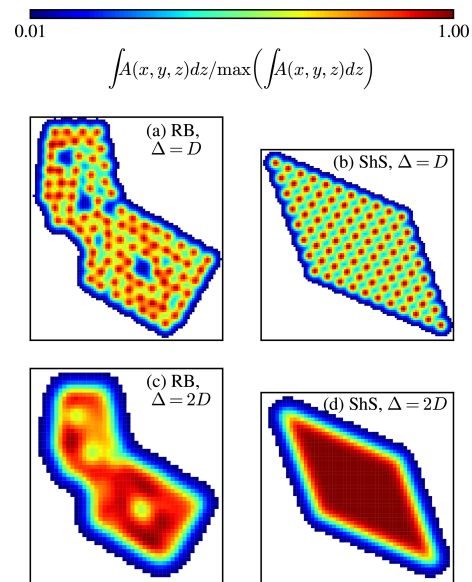 0.01 1.00
∫A(x, y, z)dz/max(∫A(x, y, z)dz)
(a) RB,
Δ = D
(b) ShS, Δ = D
(c) RB,
Δ = 2D
(d) ShS, Δ = 2D